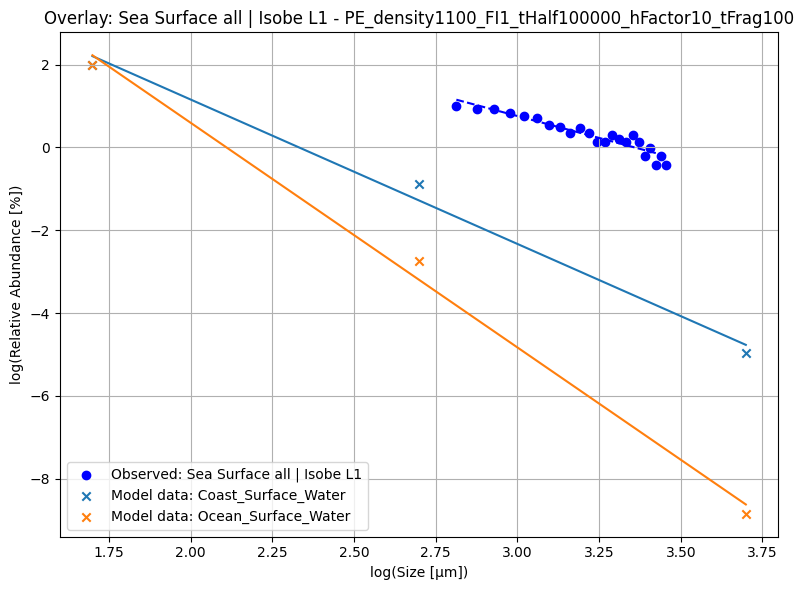 Overlay: Sea Surface all | Isobe L1 - PE_density1100_FI1_tHalf100000_hFactor10_tFrag100
log(Relative Abundance [%])
2
0
−2
−4
−6
−8
Observed: Sea Surface all | Isobe L1
Model data: Coast_Surface_Water
Model data: Ocean_Surface_Water
1.75 2.00 2.25 2.50 2.75 3.00 3.25 3.50 3.75
log(Size [μm])